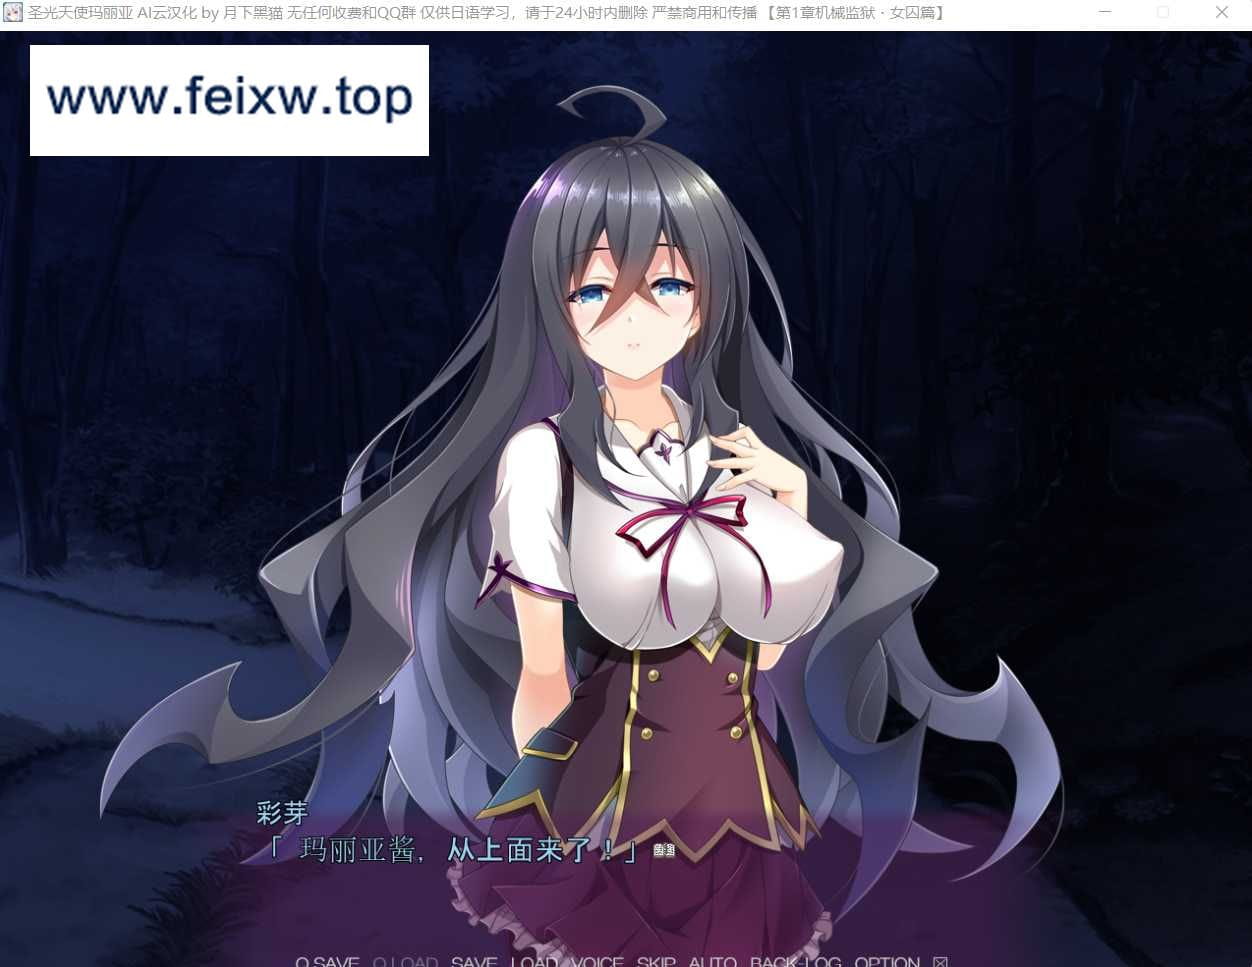 圣光天使玛丽亚 AI云汉化 by 月下黑猫 无任何收费和QQ群 仅供日语学习，请于24小时内删除 严禁商用和传播 【第1章机械监狱·女囚篇】
www.feixw.top
彩芽
「 玛丽亚酱，从上面来了！」
Q.SAVE Q.LOAD SAVE LOAD VOICE SKIP AUTO BACK-LOG OPTION